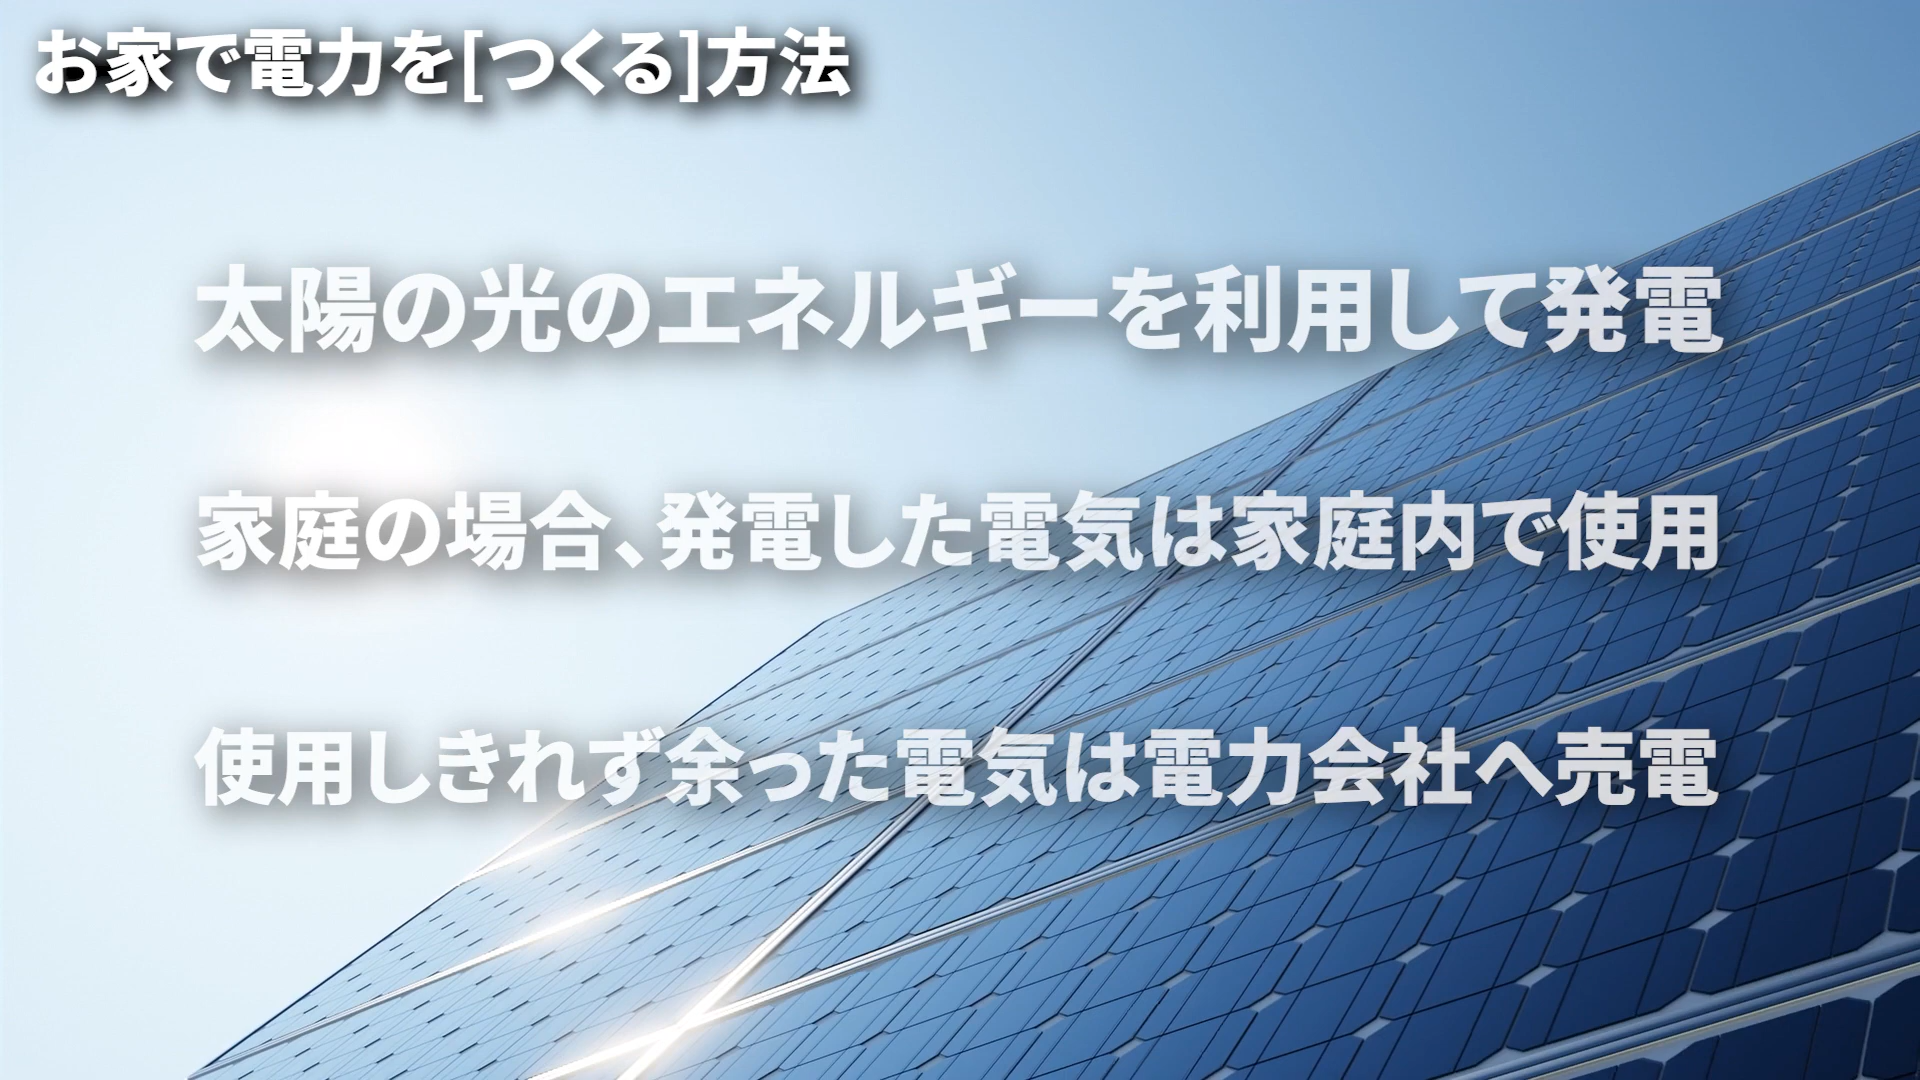 お家で電力を[つくる]方法
太陽の光のエネルギーを利用して発電
家庭の場合、発電した電気は家庭内で使用
使用しきれず余った電気は電力会社へ売電